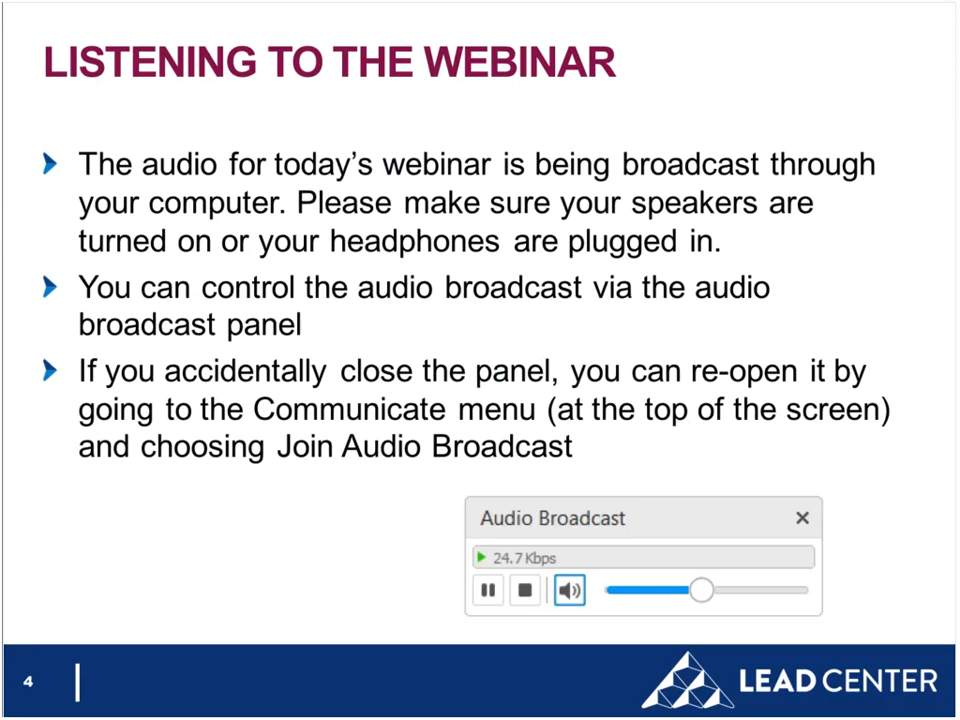 LISTENING TO THE WEBINAR
The audio for today’s webinar is being broadcast through
your computer. Please make sure your speakers are
turned on or your headphones are plugged in.
You can control the audio broadcast via the audio
broadcast panel
If you accidentally close the panel, you can re-open it by
going to the Communicate menu (at the top of the screen)
and choosing Join Audio Broadcast
Audio Broadcast
24.7 Kbps
4
LEAD CENTER